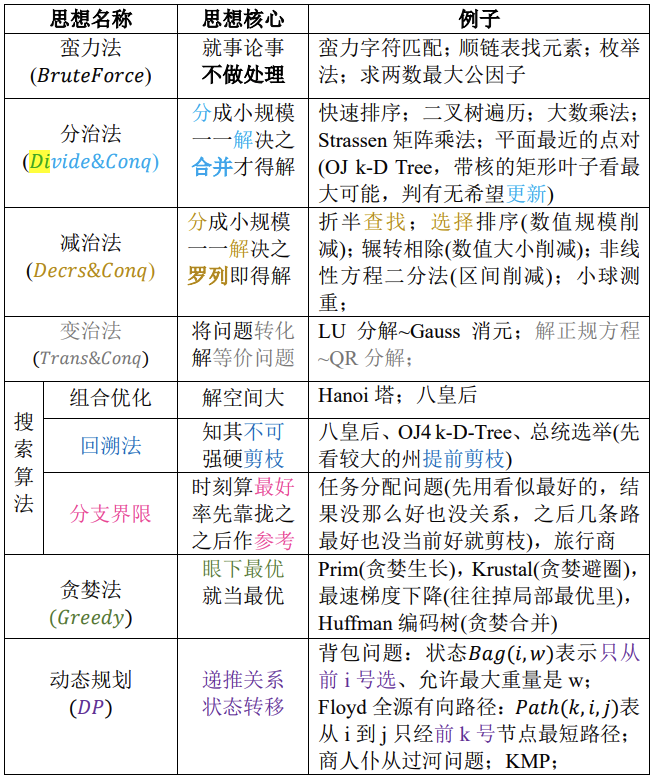 思想名称 思想核心 例子
蛮力法
(BruteForce)
就事论事
不做处理
蛮力字符匹配；顺链表找元素；枚举
法；求两数最大公因子
分治法
(Divide&Conq)
分成小规模
一一解决之
合并才得解
快速排序；二叉树遍历；大数乘法；
Strassen 矩阵乘法；平面最近的点对
(OJ k-D Tree，带核的矩形叶子看最
大可能，判有无希望更新)
减治法
(Decrs&Conq)
分成小规模
一一解决之
罗列即得解
折半查找；选择排序(数值规模削
减)；辗转相除(数值大小削减)；非线
性方程二分法(区间削减)；小球测
重；
变治法
(Trans&Conq)
将问题转化
解等价问题
LU 分解~Gauss 消元；解正规方程
~QR 分解；
搜
索
算
法
组合优化
解空间大
Hanoi 塔；八皇后
回溯法
知其不可
强硬剪枝
八皇后、OJ4 k-D-Tree、总统选举(先
看较大的州提前剪枝)
分支界限
时刻算最好
率先靠拢之
之后作参考
任务分配问题(先用看似最好的，结
果没那么好也没关系，之后几条路
最好也没当前好就剪枝)，旅行商
贪婪法
(Greedy)
眼下最优
就当最优
Prim(贪婪生长)，Krustal(贪婪避圈)，
最速梯度下降(往往掉局部最优里)，
Huffman 编码树(贪婪合并)
动态规划
(DP)
递推关系
状态转移
背包问题：状态Bag(i,w)表示只从
前 i 号选、允许最大重量是 w；
Floyd 全源有向路径：Path(k,i,j)表
从 i 到 j 只经前 k 号节点最短路径；
商人仆从过河问题；KMP；